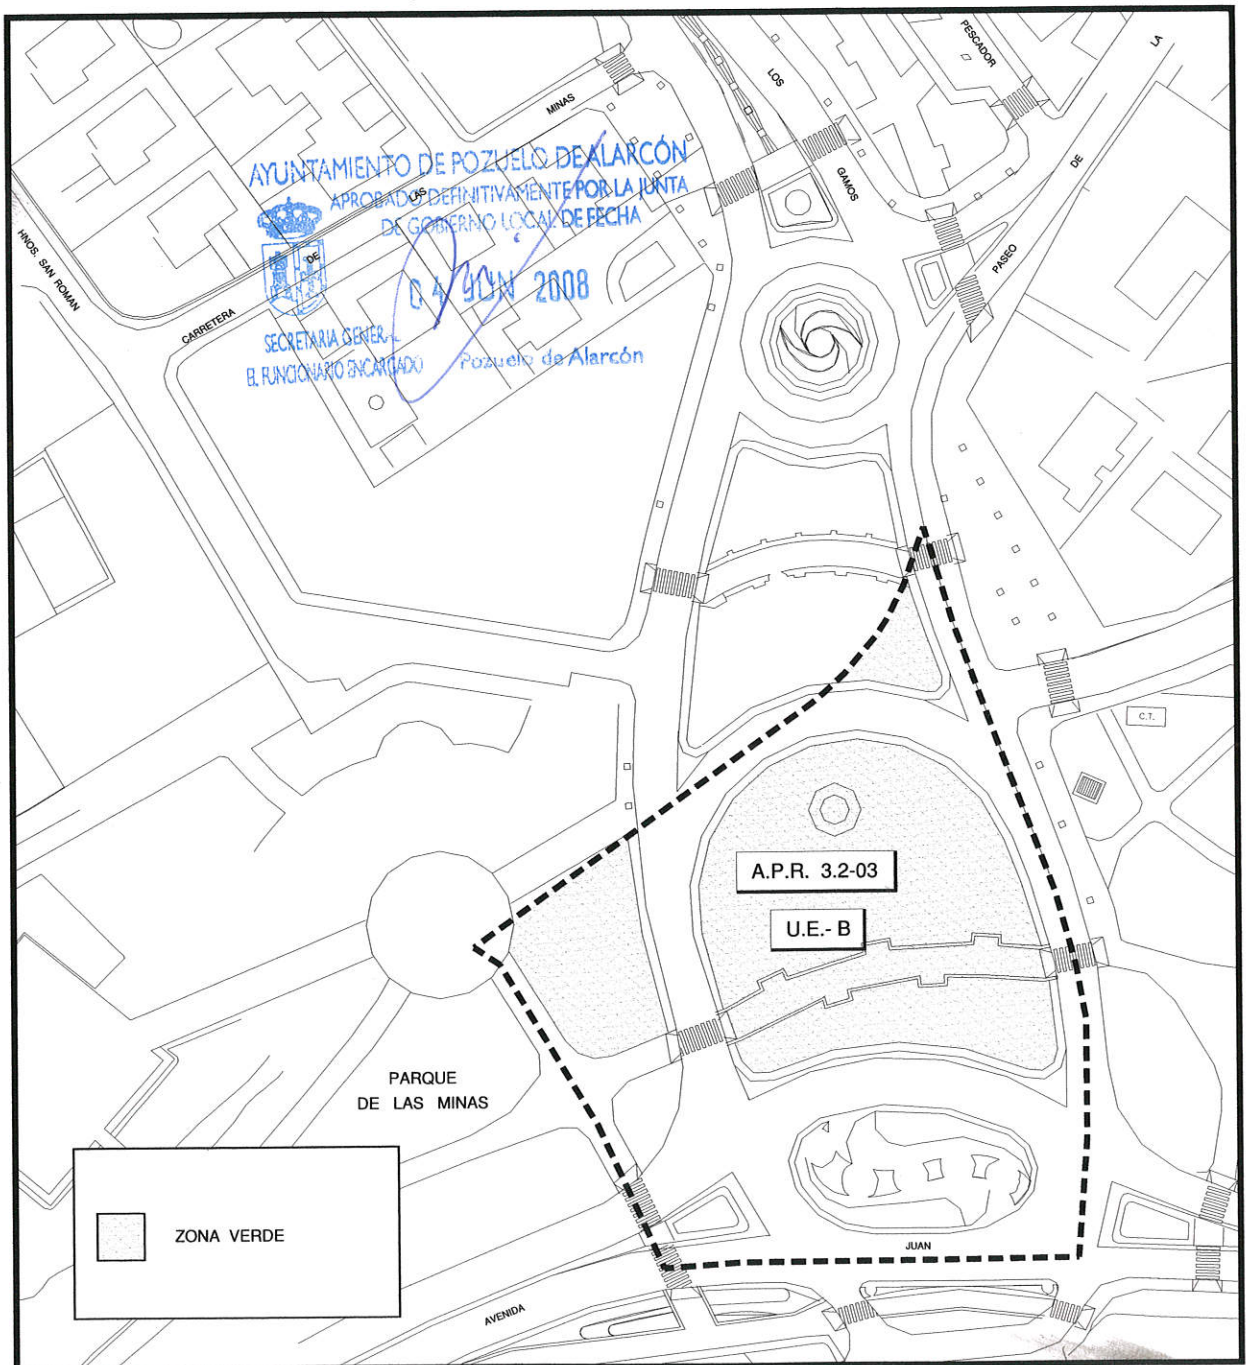 PESCADOR
LA
LOS
MINAS
AYUNTAMIENTO DE POZUELO DE ALARCÓN
DE
APROBADO DEFINITIVAMENTE POR LA JUNTA
GAMOS
LAS
DE GOBIERNO LOCAL DE FECHA
HNOS. SAN ROMAN
DE
PASEO
04 JUN 2008
CARRETERA
SECRETARIA GENERAL
EL FUNCIONARIO ENCARGADO
Pozuelo de Alarcón
C.T.
A.P.R. 3.2-03
U.E.- B
PARQUE
DE LAS MINAS
ZONA VERDE
JUAN
AVENIDA